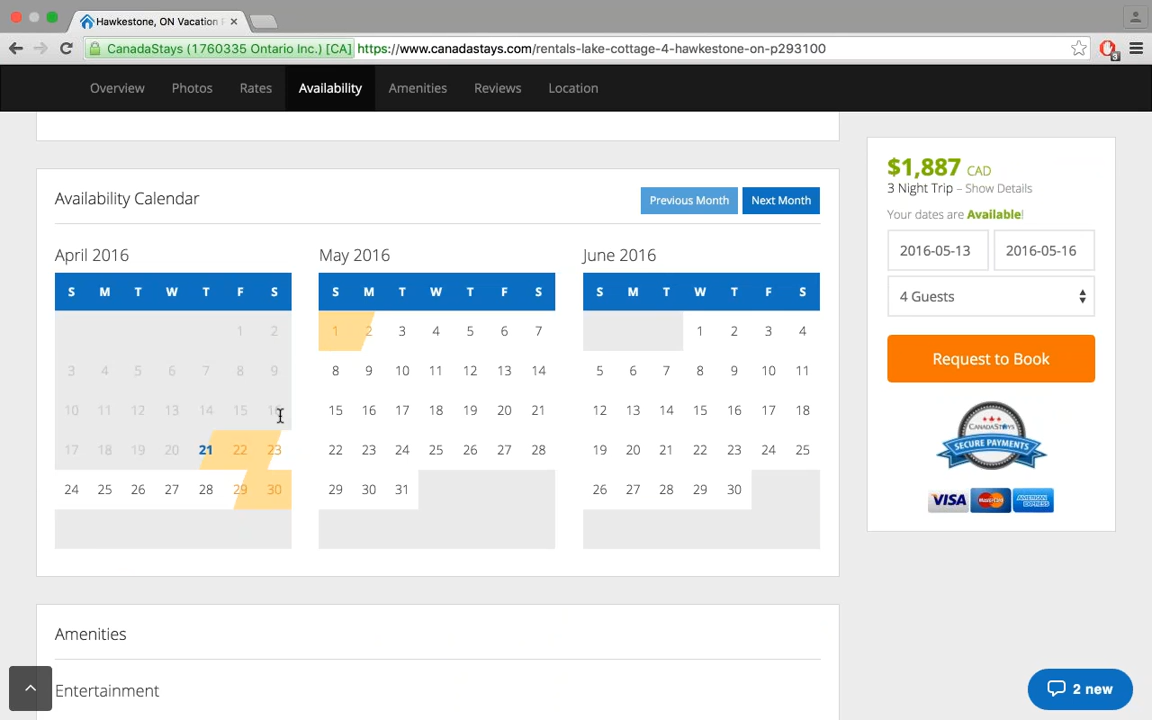 Hawkestone, ON Vacation
CanadaStays (1760335 Ontario Inc.) [CA] https://www.canadastays.com/rentals-lake-cottage-4-hawkestone-on-p293100
3
Overview Photos Rates Availability Amenities Reviews Location
$1,887 CAD
3 Night Trip – Show Details
Your dates are Available!
2016-05-13 2016-05-16
4 Guests
Request to Book
CANADASTAYS
SECURE PAYMENTS
VISA MasterCard AMERICAN EXPRESS
Availability Calendar
Previous Month Next Month
April 2016
S M T W T F S
1 2
3 4 5 6 7 8 9
10 11 12 13 14 15 16
17 18 19 20 21 22 23
24 25 26 27 28 29 30
May 2016
S M T W T F S
1 2 3 4 5 6 7
8 9 10 11 12 13 14
15 16 17 18 19 20 21
22 23 24 25 26 27 28
29 30 31
June 2016
S M T W T F S
1 2 3 4
5 6 7 8 9 10 11
12 13 14 15 16 17 18
19 20 21 22 23 24 25
26 27 28 29 30
Amenities
Entertainment
2 new